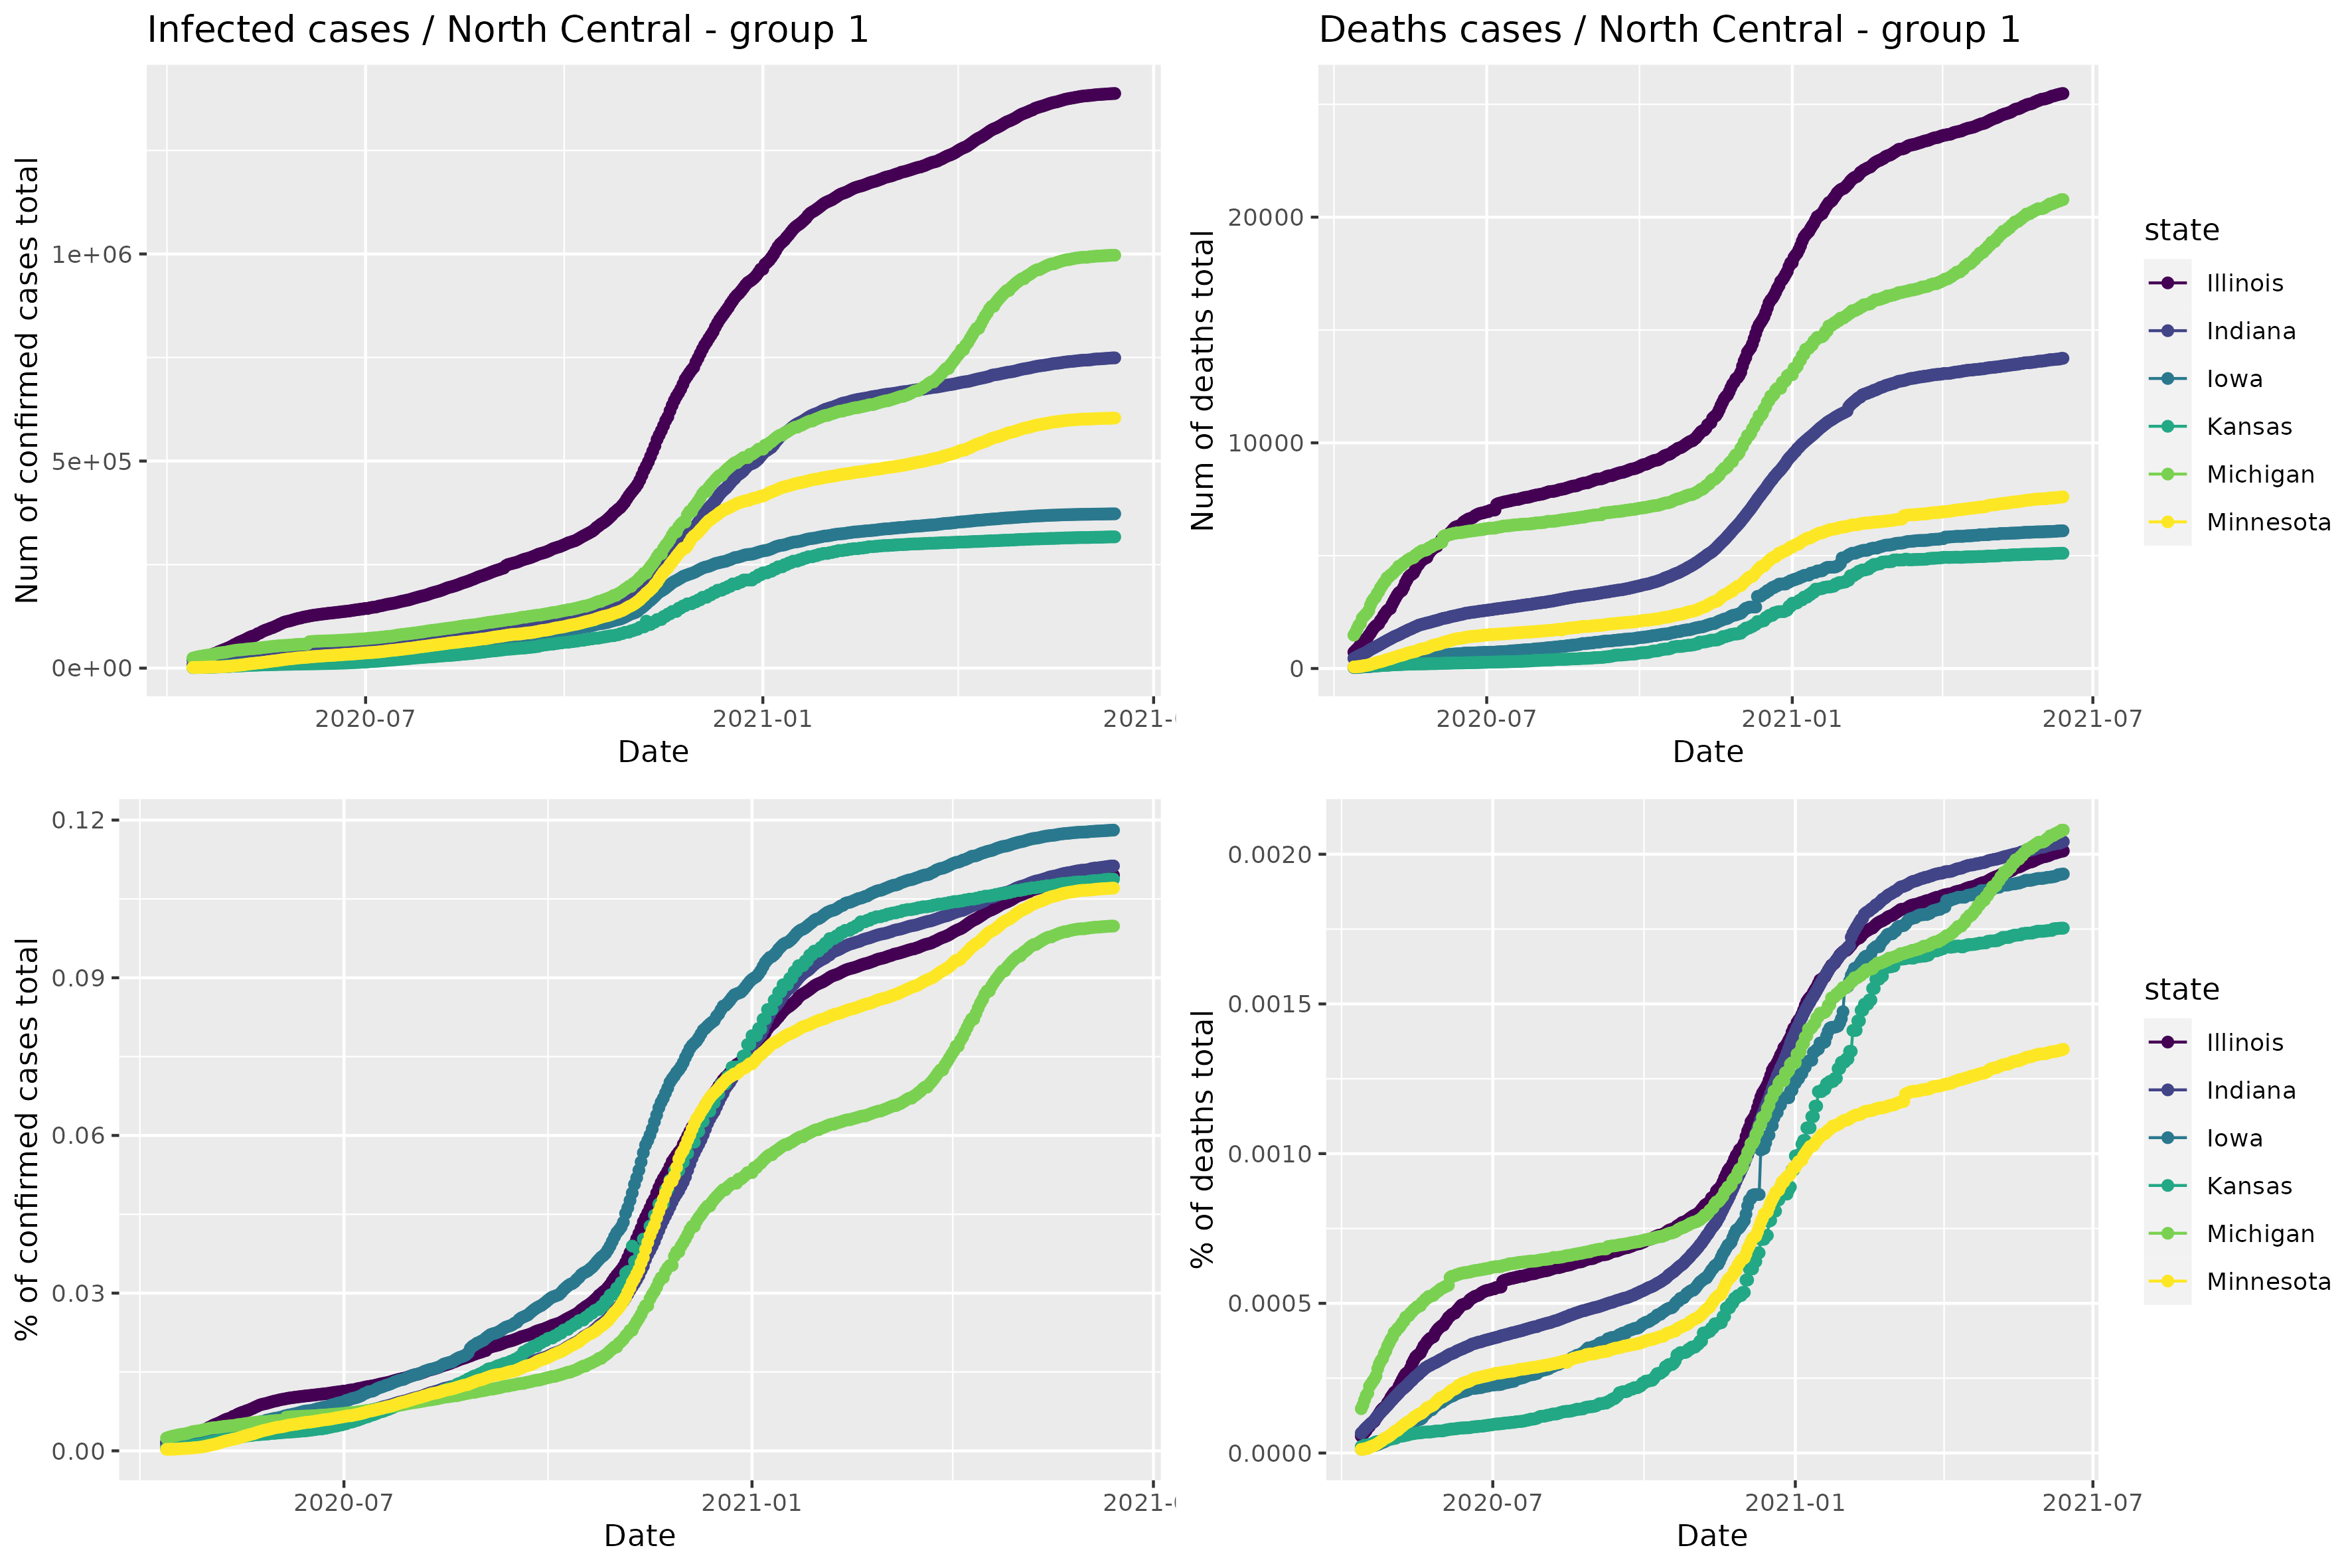 Infected cases / North Central - group 1
Num of confirmed cases total
1e+06
5e+05
0e+00
2020-07
2021-01
2021-
Date
Deaths cases / North Central - group 1
Num of deaths total
20000
10000
0
2020-07
2021-01
2021-07
Date
state
Illinois
Indiana
Iowa
Kansas
Michigan
Minnesota
% of confirmed cases total
0.12
0.09
0.06
0.03
0.00
2020-07
2021-01
2021-
Date
% of deaths total
0.0020
0.0015
0.0010
0.0005
0.0000
2020-07
2021-01
2021-07
Date
state
Illinois
Indiana
Iowa
Kansas
Michigan
Minnesota